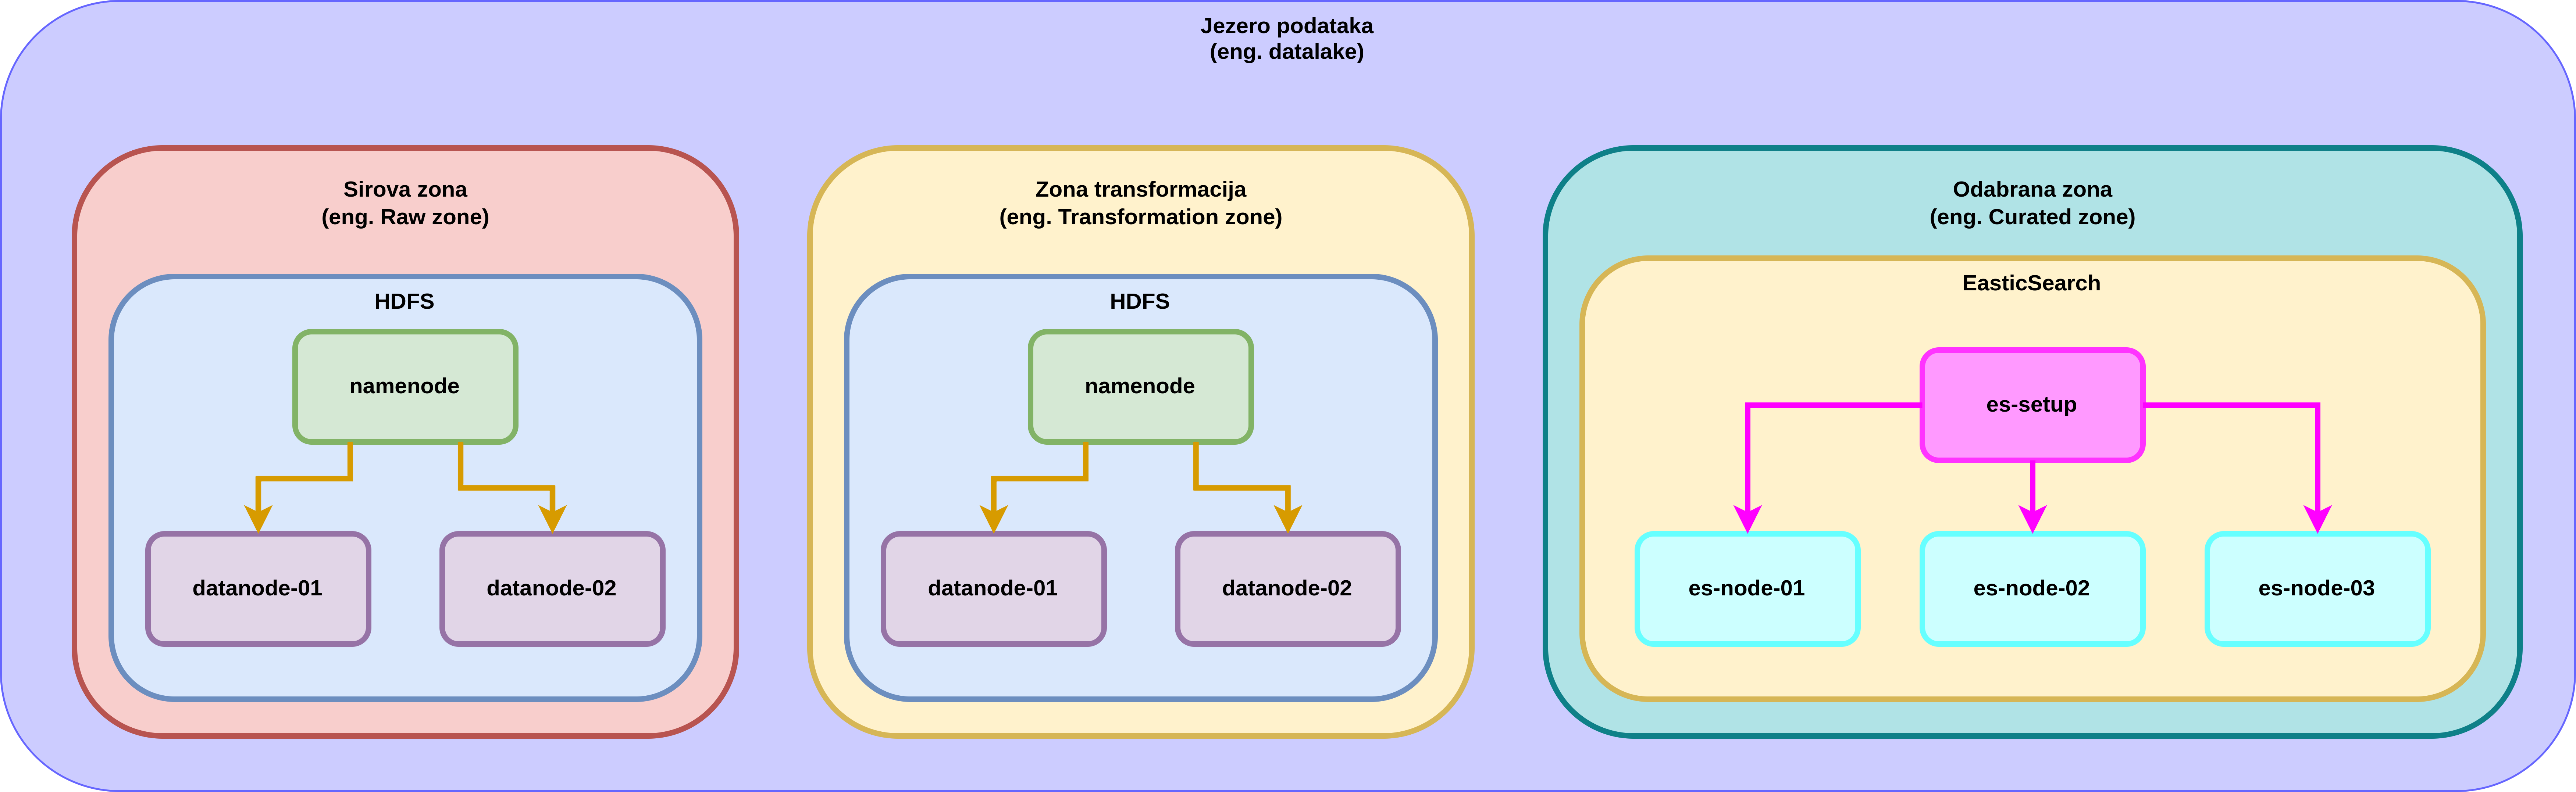 Jezero podataka
(eng. datalake)
Sirova zona
(eng. Raw zone)
HDFS
namenode
datanode-01
datanode-02
Zona transformacija
(eng. Transformation zone)
HDFS
namenode
datanode-01
datanode-02
Odabrana zona
(eng. Curated zone)
EasticSearch
es-setup
es-node-01
es-node-02
es-node-03